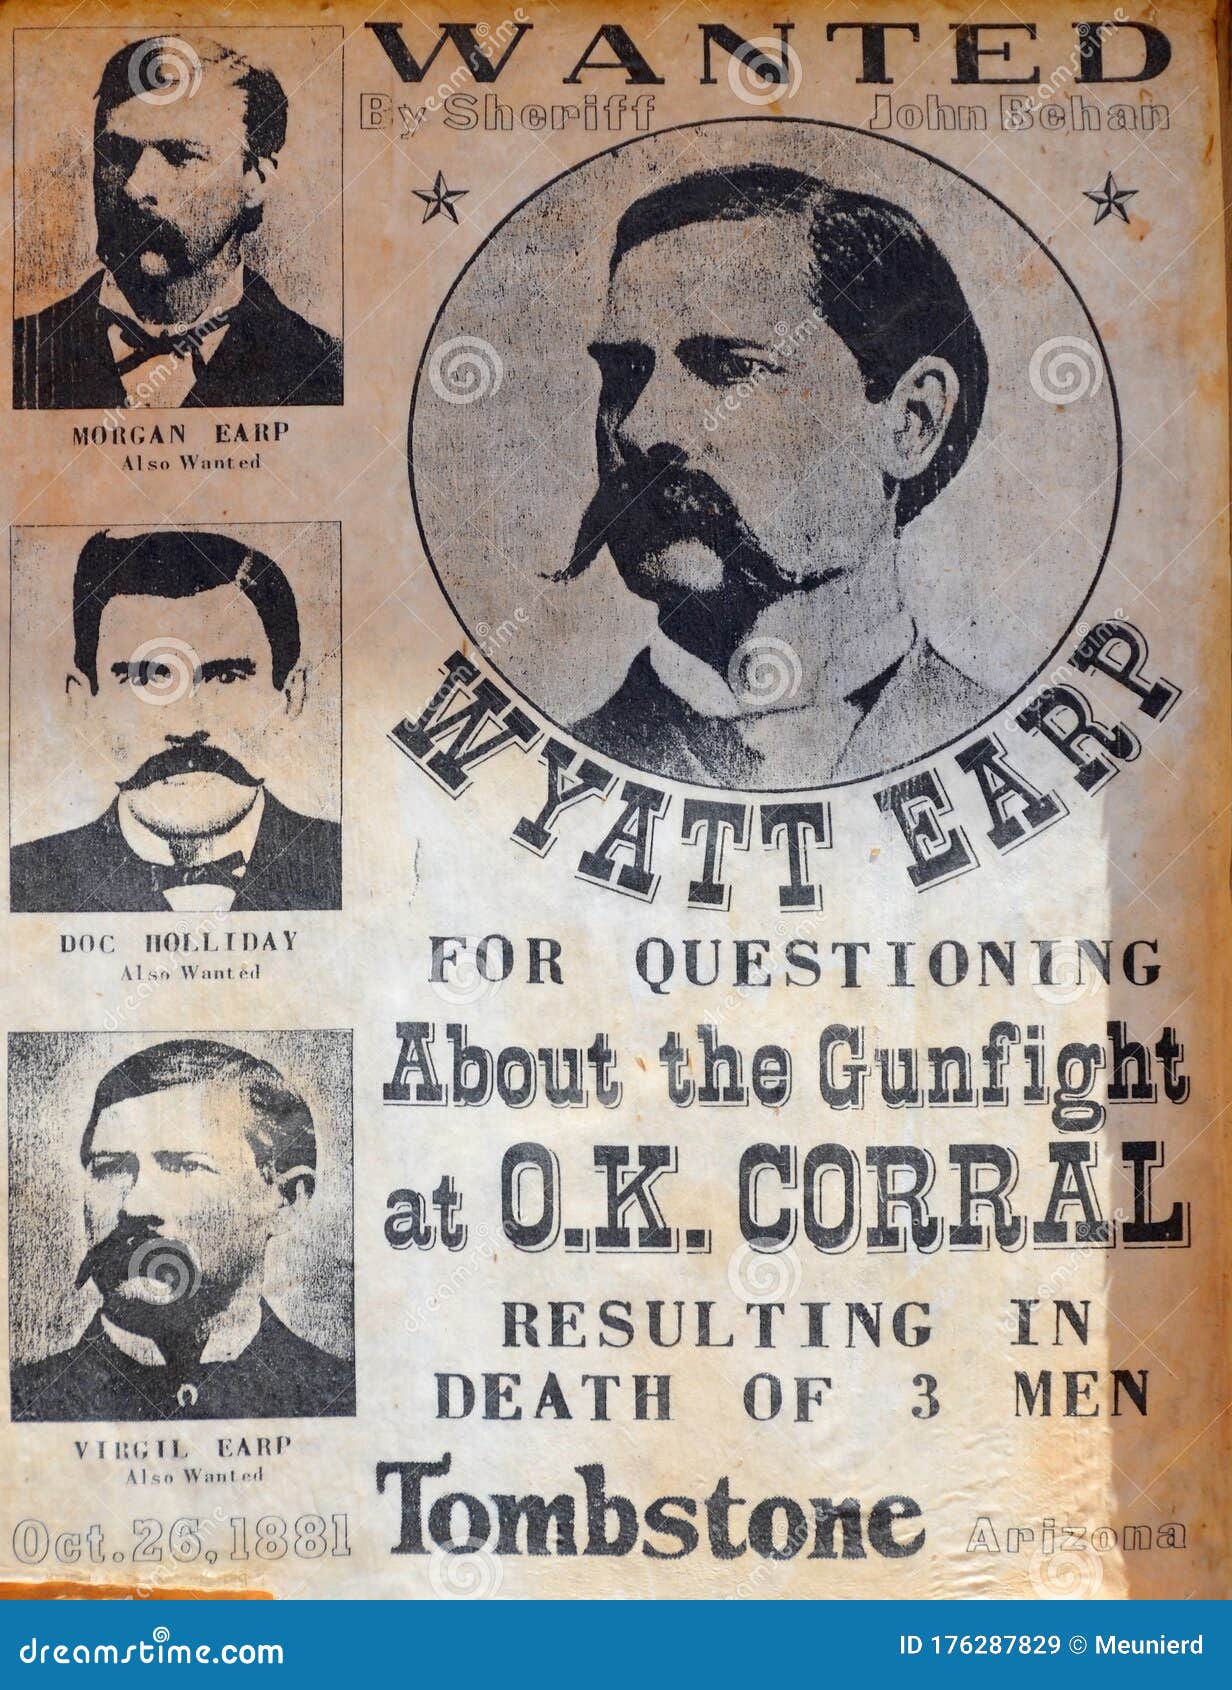 WANTED
By Sheriff John Behan
MORGAN EARP
Also Wanted
WYATT EARP
DOC HOLLIDAY
Also Wanted
FOR QUESTIONING
About the Gunfight
at O.K. CORRAL
RESULTING IN
DEATH OF 3 MEN
VIRGIL EARP
Also Wanted
Oct. 26, 1881 Tombstone Arizona
dreamstime.com
ID 176287829 © Meunierd